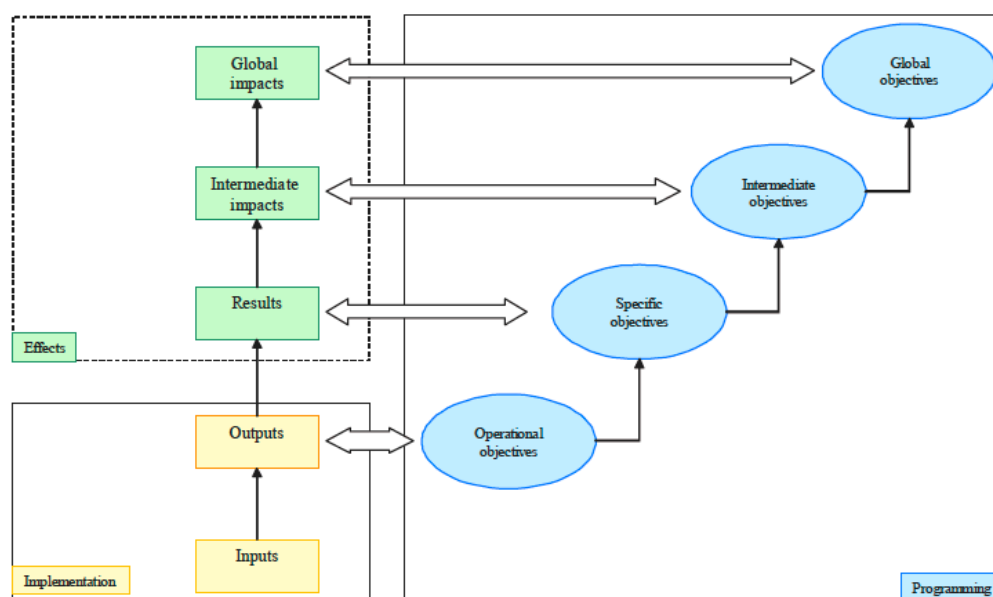 Global
impacts
Global
objectives
Intermediate
impacts
Intermediate
objectives
Results
Specific
objectives
Effects
Outputs
Operational
objectives
Inputs
Implementation
Programming